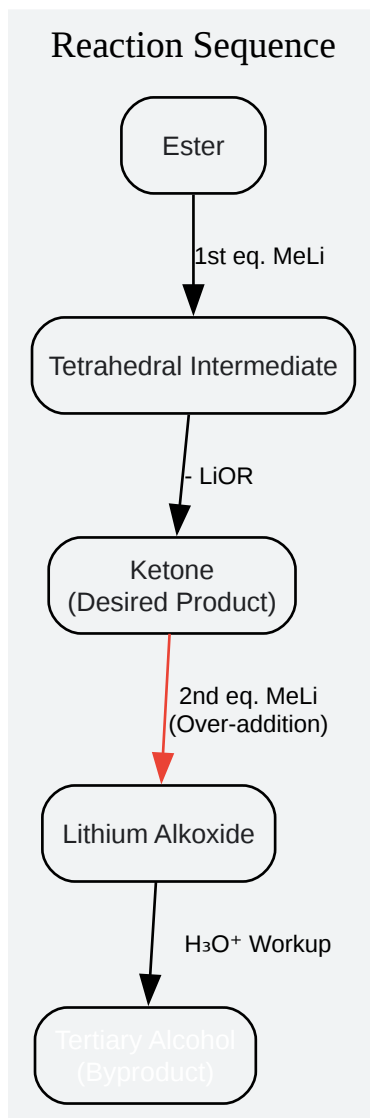 Reaction Sequence
Ester
1st eq. MeLi
Tetrahedral Intermediate
- LiOR
Ketone
(Desired Product)
2nd eq. MeLi
(Over-addition)
Lithium Alkoxide
H₃O⁺ Workup
Tertiary Alcohol
(Byproduct)